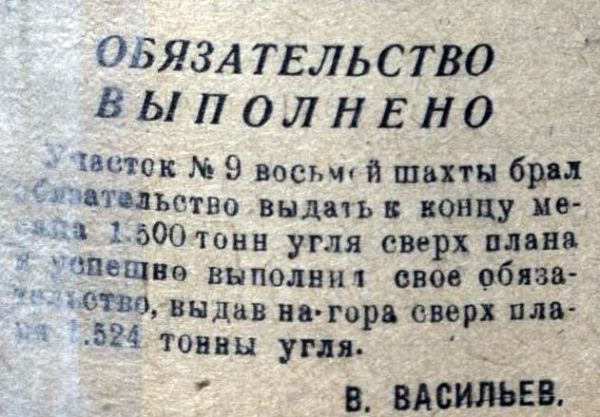 ОБЯЗАТЕЛЬСТВО
ВЫПОЛНЕНО
Участок № 9 восьмой шахты брал
обязательство выдать к концу ме-
сяца 1.500 тонн угля сверх плана
и успешно выполнил свое обяза-
тельство, выдав на-гора сверх пла-
на 1.524 тонны угля.
В. ВАСИЛЬЕВ.